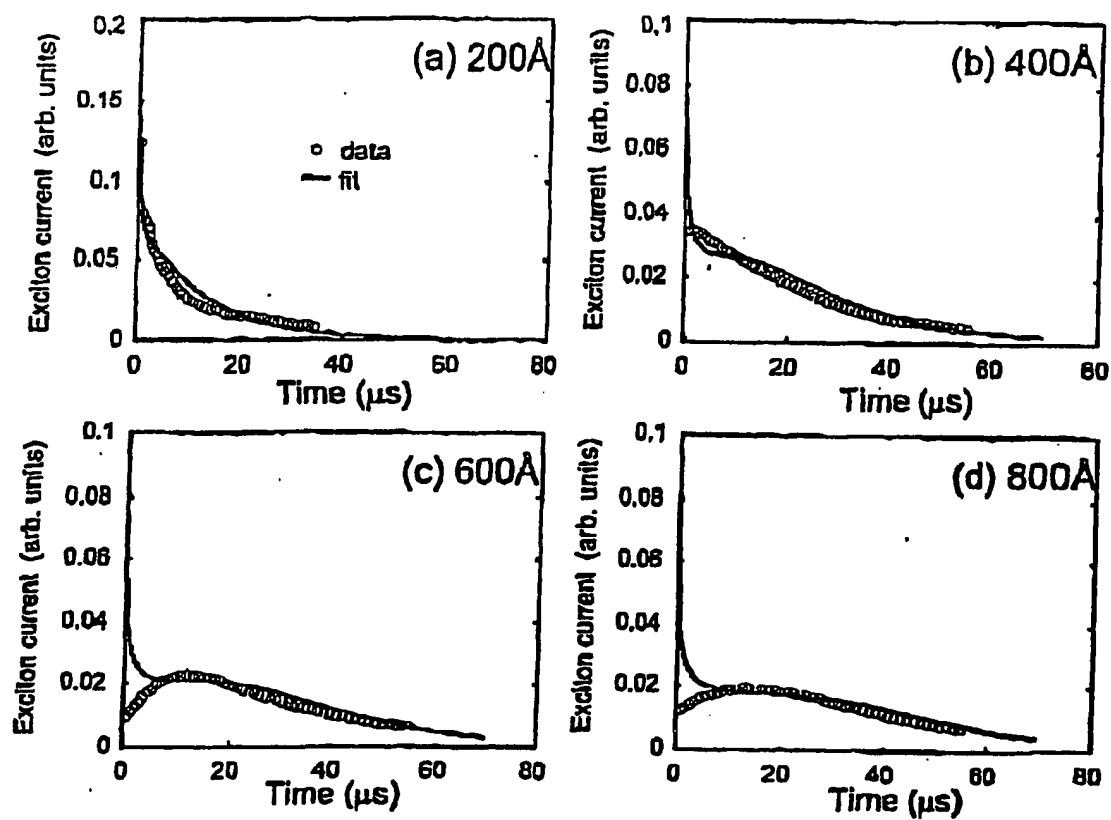 (a) 200Å
Exciton current (arb. units)
0,2
0.15
0.1
0.05
0
data
fit
0 20 40 60 80
Time (μs)
(b) 400Å
Exciton current (arb. units)
0,1
0.08
0.06
0.04
0.02
0
0 20 40 60 80
Time (μs)
(c) 600Å
Exciton current (arb. units)
0.1
0.08
0.06
0.04
0.02
0
0 20 40 60 80
Time (μs)
(d) 800Å
Exciton current (arb. units)
0,1
0.08
0.06
0.04
0.02
0
0 20 40 60 80
Time (μs)